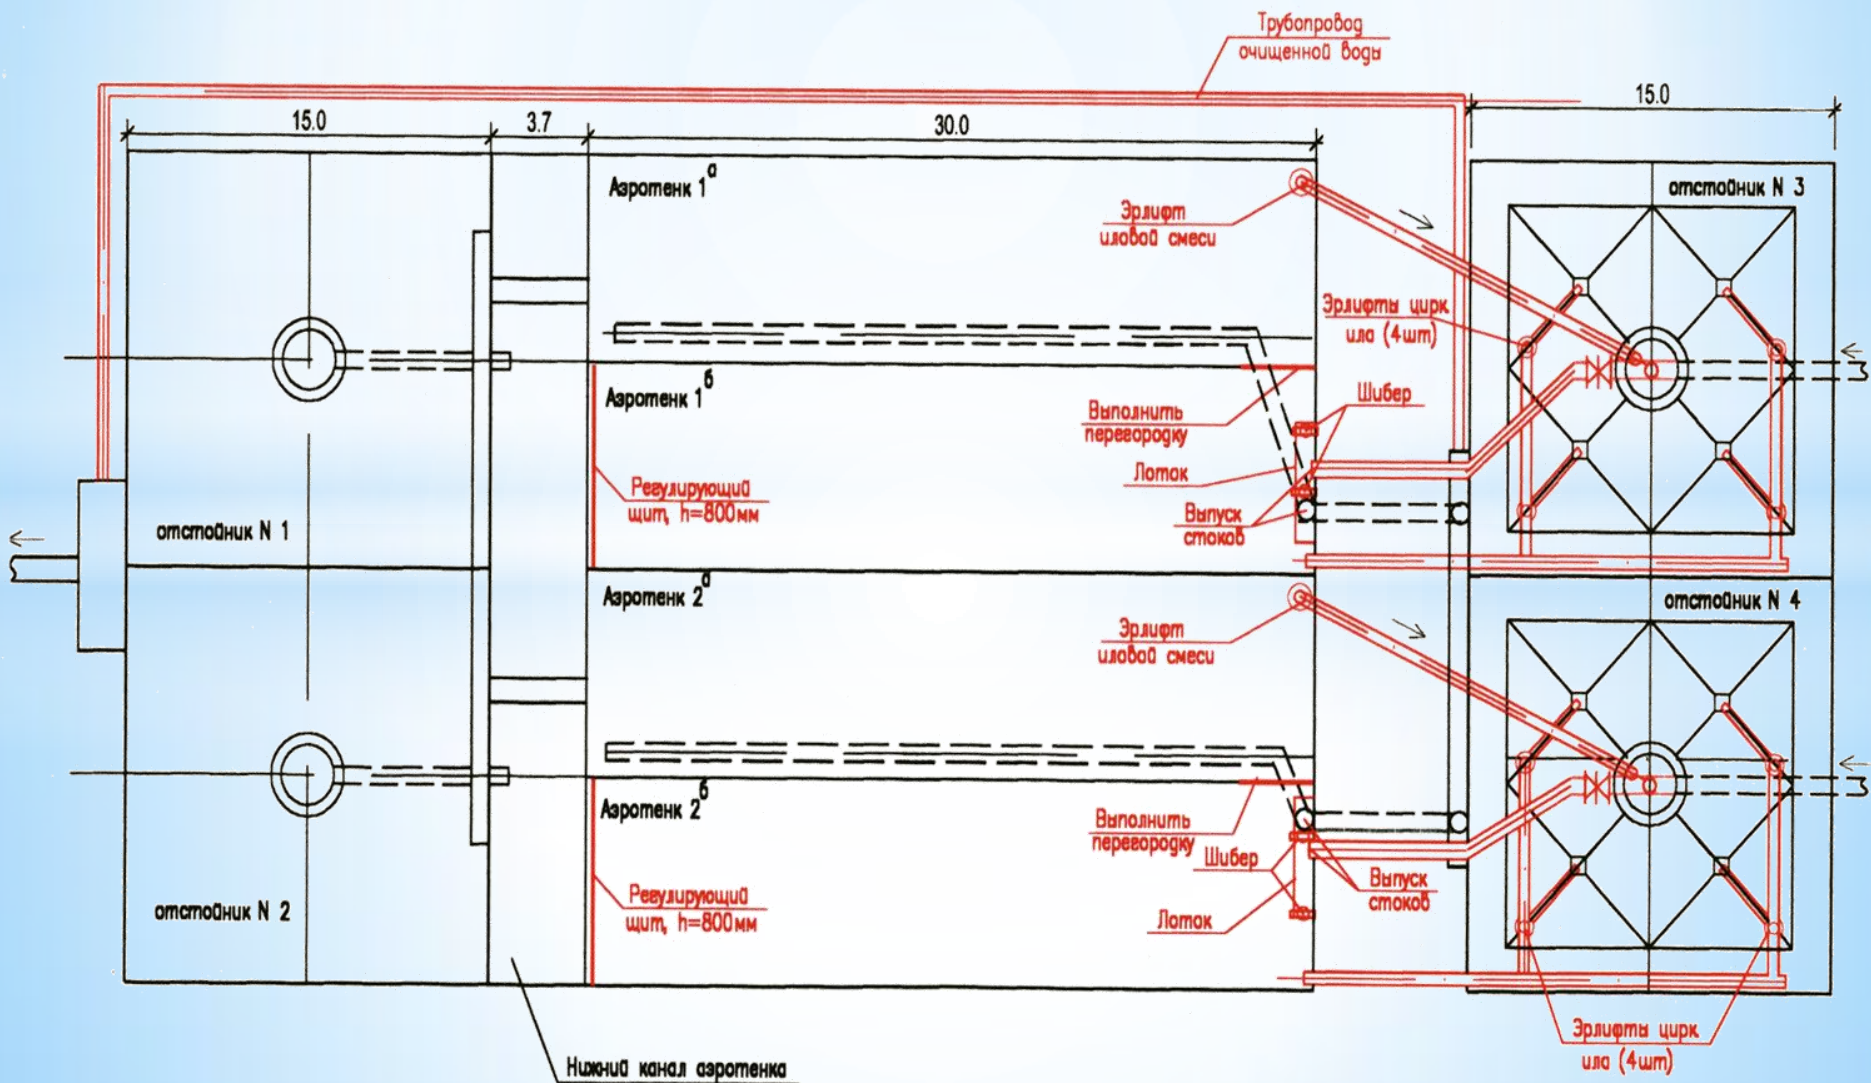 Трубопровод
очищенной воды
15.0
3.7
30.0
15.0
Аэротенк 1а
Эрлифт
иловой смеси
отстойник N 3
Эрлифты цирк
ила (4шт)
Аэротенк 1б
Выполнить
перегородку
Шибер
Лоток
Регулирующий
щит, h=800мм
Выпуск
стоков
отстойник N 1
Аэротенк 2а
Эрлифт
иловой смеси
отстойник N 4
Аэротенк 2б
Выполнить
перегородку
Шибер
Выпуск
стоков
Лоток
Регулирующий
щит, h=800мм
отстойник N 2
Эрлифты цирк
ила (4шт)
Нижний канал аэротенка